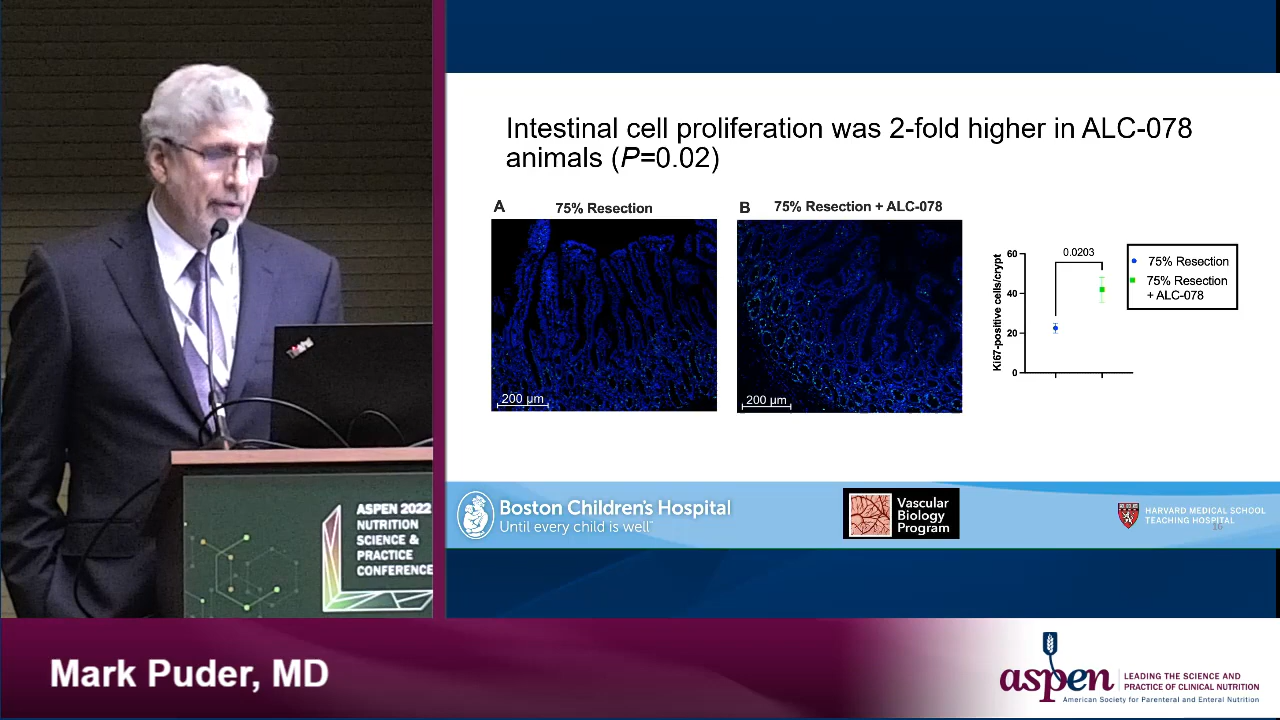 Intestinal cell proliferation was 2-fold higher in ALC-078
animals (P=0.02)
A
75% Resection
B
75% Resection + ALC-078
200 µm
200 µm
Ki67-positive cells/crypt
60
40
20
0
0.0203
75% Resection
75% Resection
+ ALC-078
Boston Children's Hospital
Until every child is well™
Vascular
Biology
Program
HARVARD MEDICAL SCHOOL
TEACHING HOSPITAL
16
ASPEN 2022
NUTRITION
SCIENCE &
PRACTICE
CONFERENCE
Mark Puder, MD
aspen
LEADING THE SCIENCE AND
PRACTICE OF CLINICAL NUTRITION
American Society for Parenteral and Enteral Nutrition